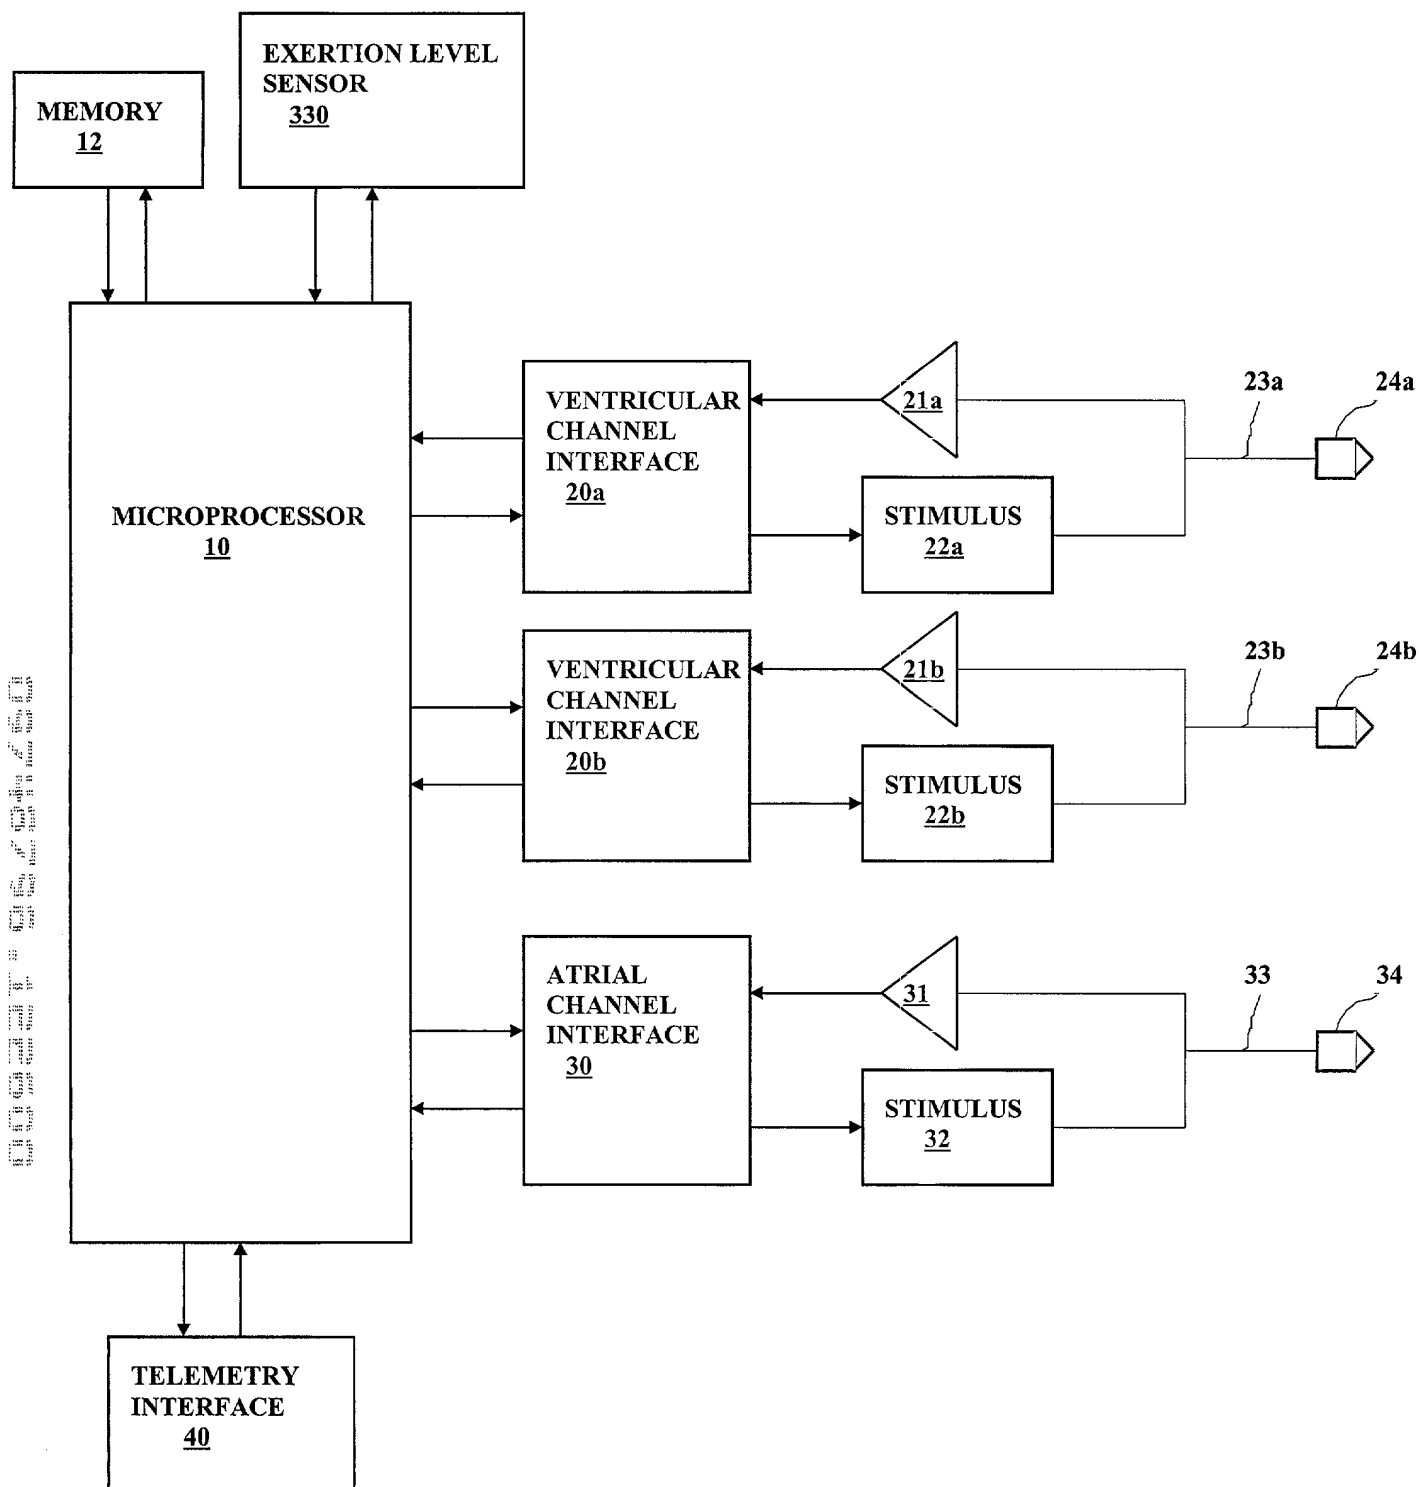 EXERTION LEVEL
SENSOR
330
MEMORY
12
MICROPROCESSOR
10
VENTRICULAR
CHANNEL
INTERFACE
20a
21a
STIMULUS
22a
23a
24a
VENTRICULAR
CHANNEL
INTERFACE
20b
21b
STIMULUS
22b
23b
24b
ATRIAL
CHANNEL
INTERFACE
30
31
STIMULUS
32
33
34
TELEMETRY
INTERFACE
40